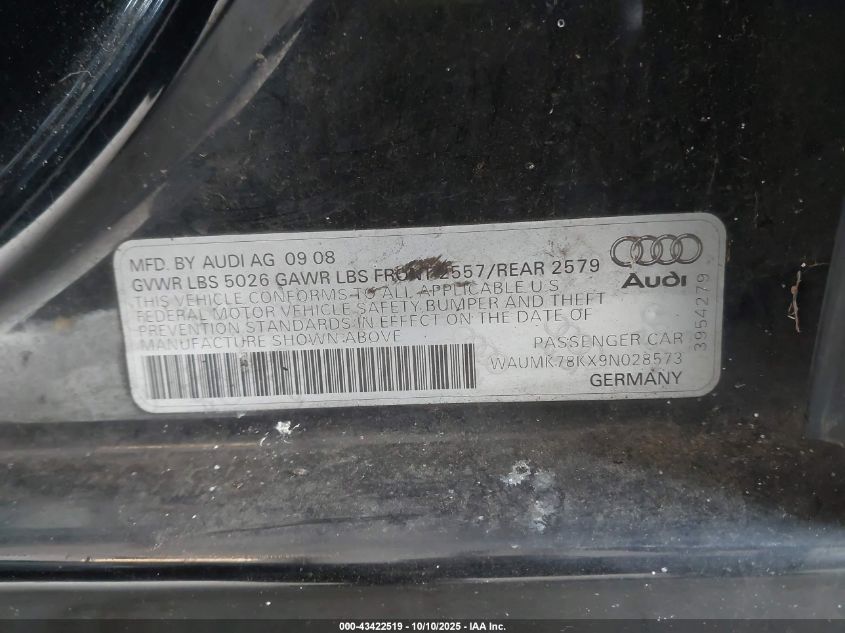 MFD. BY AUDI AG 09 08
GVWR LBS 5026 GAWR LBS FRONT 2557/REAR 2579
THIS VEHICLE CONFORMS TO ALL APPLICABLE U.S
FEDERAL MOTOR VEHICLE SAFETY, BUMPER AND THEFT
PREVENTION STANDARDS IN EFFECT ON THE DATE OF
MANUFACTURE SHOWN ABOVE
PASSENGER CAR
WAUMK78KX9N028573
GERMANY
Audi
3954279
000-43422519 - 10/10/2025 - IAA Inc.